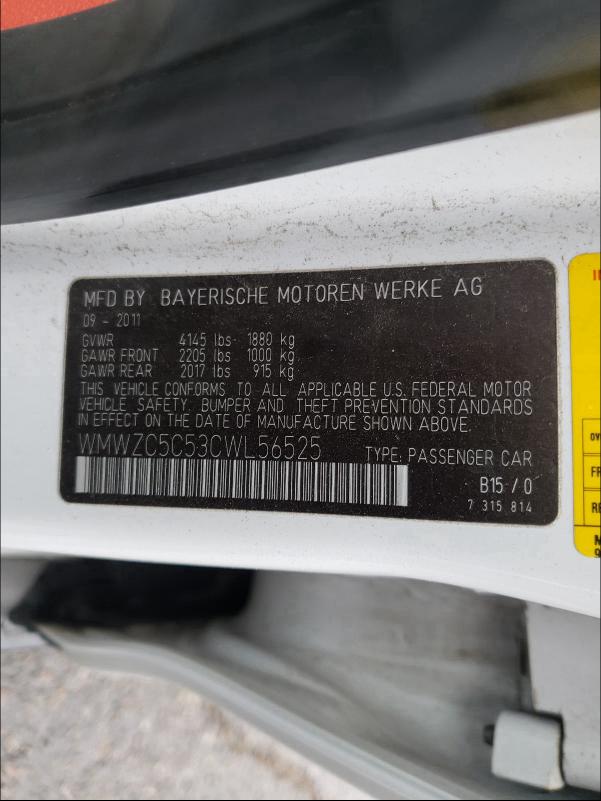 MFD BY BAYERISCHE MOTOREN WERKE AG
09 - 2011
GVWR 4145 lbs 1880 kg
GAWR FRONT 2205 lbs 1000 kg
GAWR REAR 2017 lbs 915 kg
THIS VEHICLE CONFORMS TO ALL APPLICABLE U.S. FEDERAL MOTOR
VEHICLE SAFETY, BUMPER AND THEFT PREVENTION STANDARDS
IN EFFECT ON THE DATE OF MANUFACTURE SHOWN ABOVE.
WMWZC5C53CWL56525 TYPE: PASSENGER CAR
B15 / 0
7 315 814